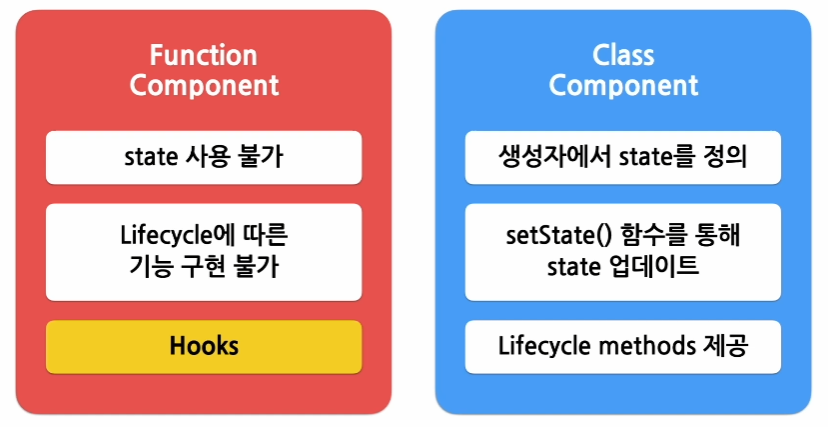 Function
Component
state 사용 불가
Lifecycle에 따른
기능 구현 불가
Hooks
Class
Component
생성자에서 state를 정의
setState() 함수를 통해
state 업데이트
Lifecycle methods 제공